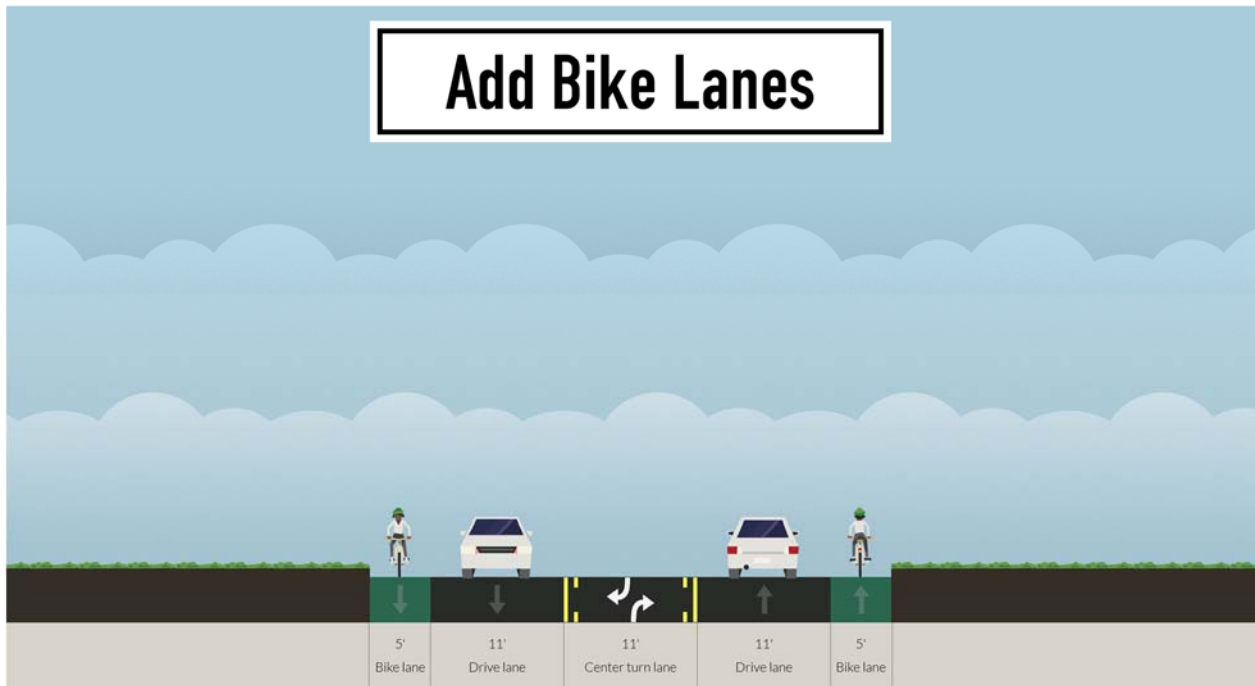 Add Bike Lanes
5' 11' 11' 11' 5'
Bike lane Drive lane Center turn lane Drive lane Bike lane